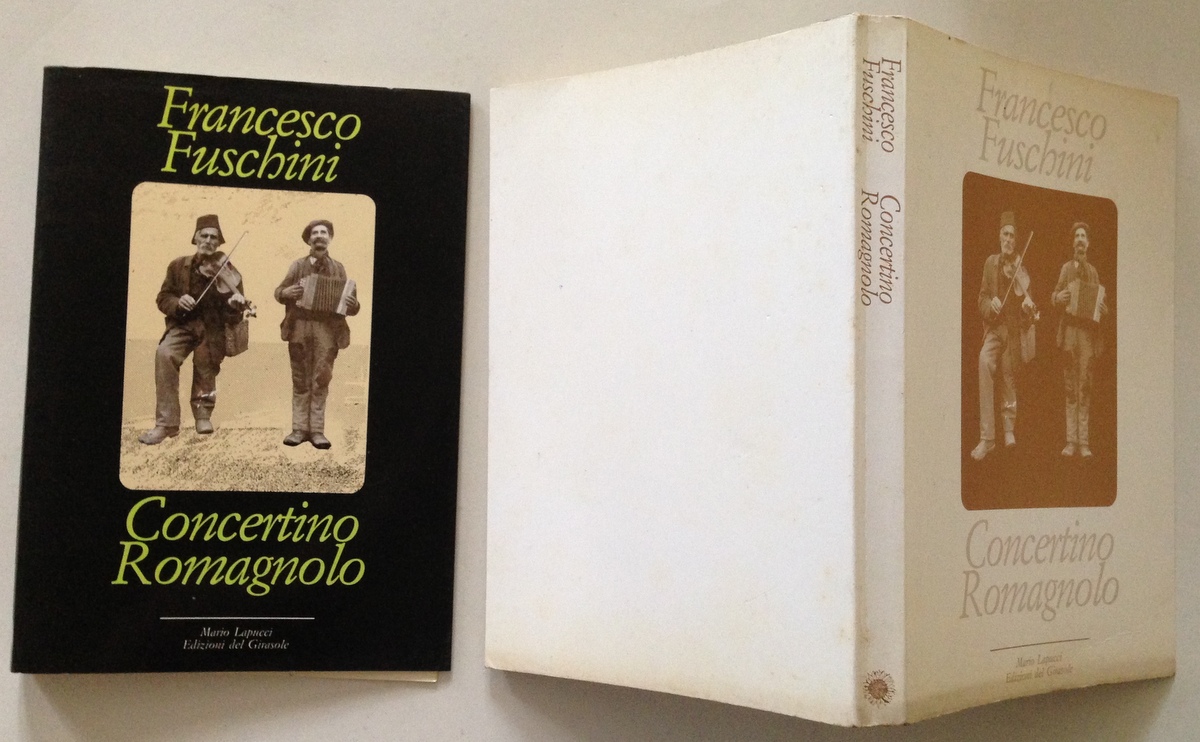 Francesco
Fuschini
Concertino
Romagnolo
Mario Lapucci
Edizioni del Girasole
Francesco
Fuschini
Concertino
Romagnolo
Francesco
Fuschini
Concertino
Romagnolo
Mario Lapucci
Edizioni del Girasole